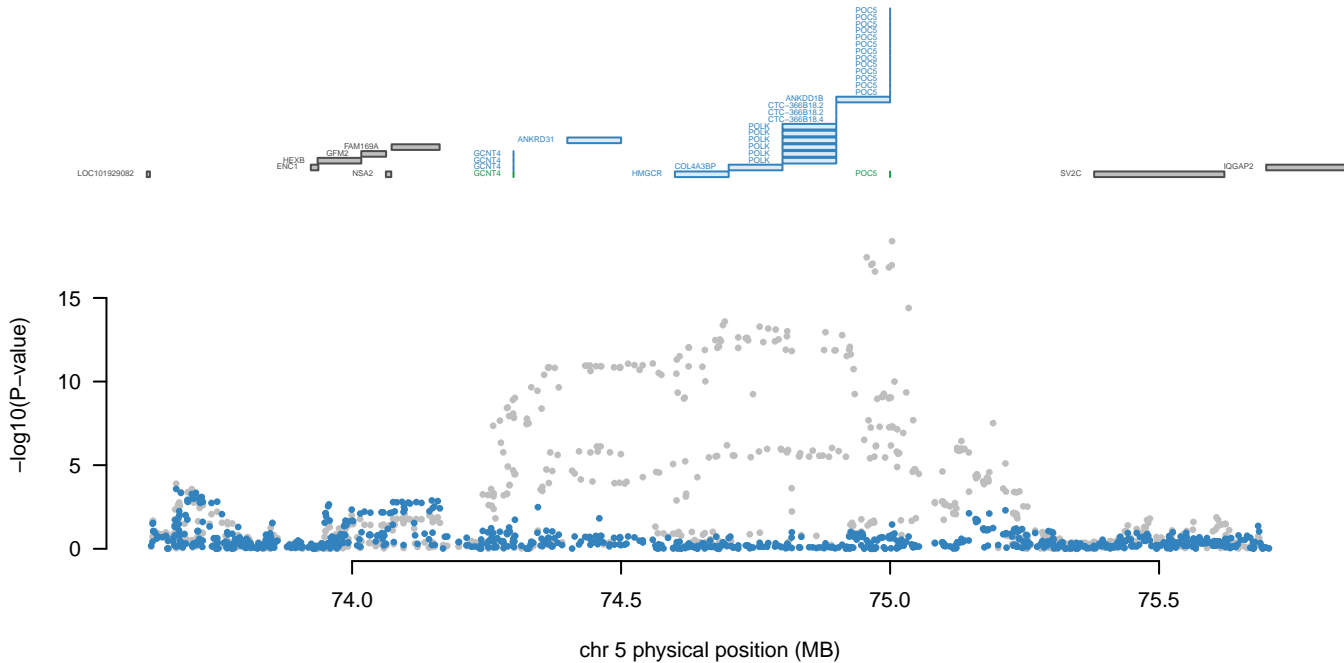 POC5
POC5
POC5
POC5
POC5
POC5
POC5
POC5
POC5
POC5
POC5
POC5
POC5
ANKDD1B
CTC−366B18.2
CTC−366B18.2
CTC−366B18.4
POLK
POLK
ANKRD31 POLK
FAM169A POLK
GFM2 GCNT4 POLK
HEXB GCNT4 POLK
ENC1 GCNT4 COL4A3BP IQGAP2
LOC101929082 NSA2 GCNT4 HMGCR POC5 SV2C
15
10
5
0
−log10(P−value)
74.0 74.5 75.0 75.5
chr 5 physical position (MB)